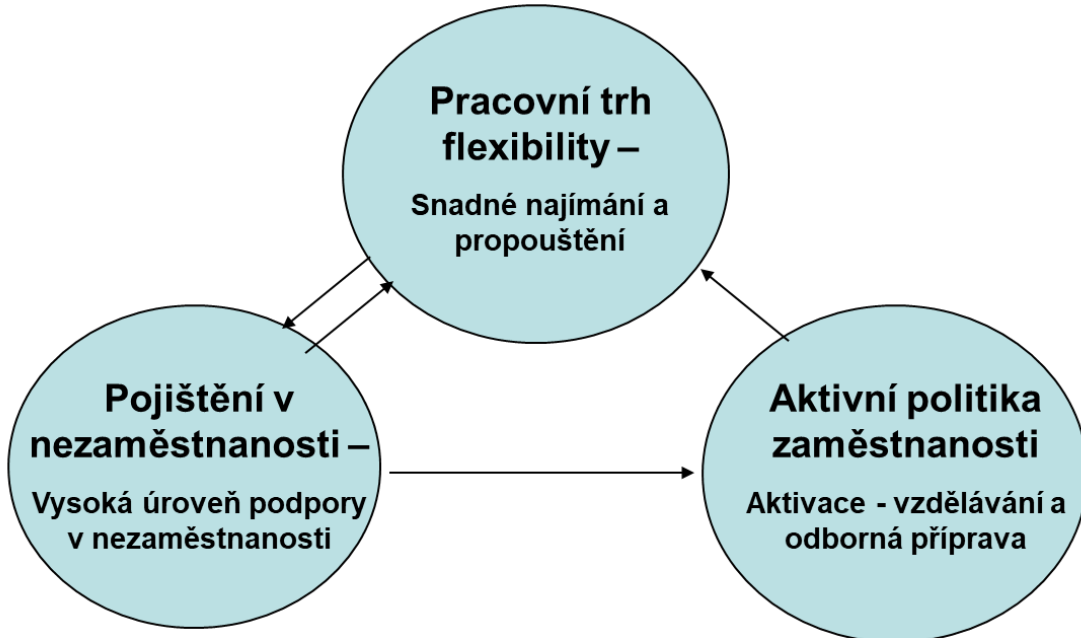 Pracovní trh
flexibility –
Snadné najímání a
propouštění
Pojištění v
nezaměstnanosti –
Vysoká úroveň podpory
v nezaměstnanosti
Aktivní politika
zaměstnanosti
Aktivace - vzdělávání a
odborná příprava